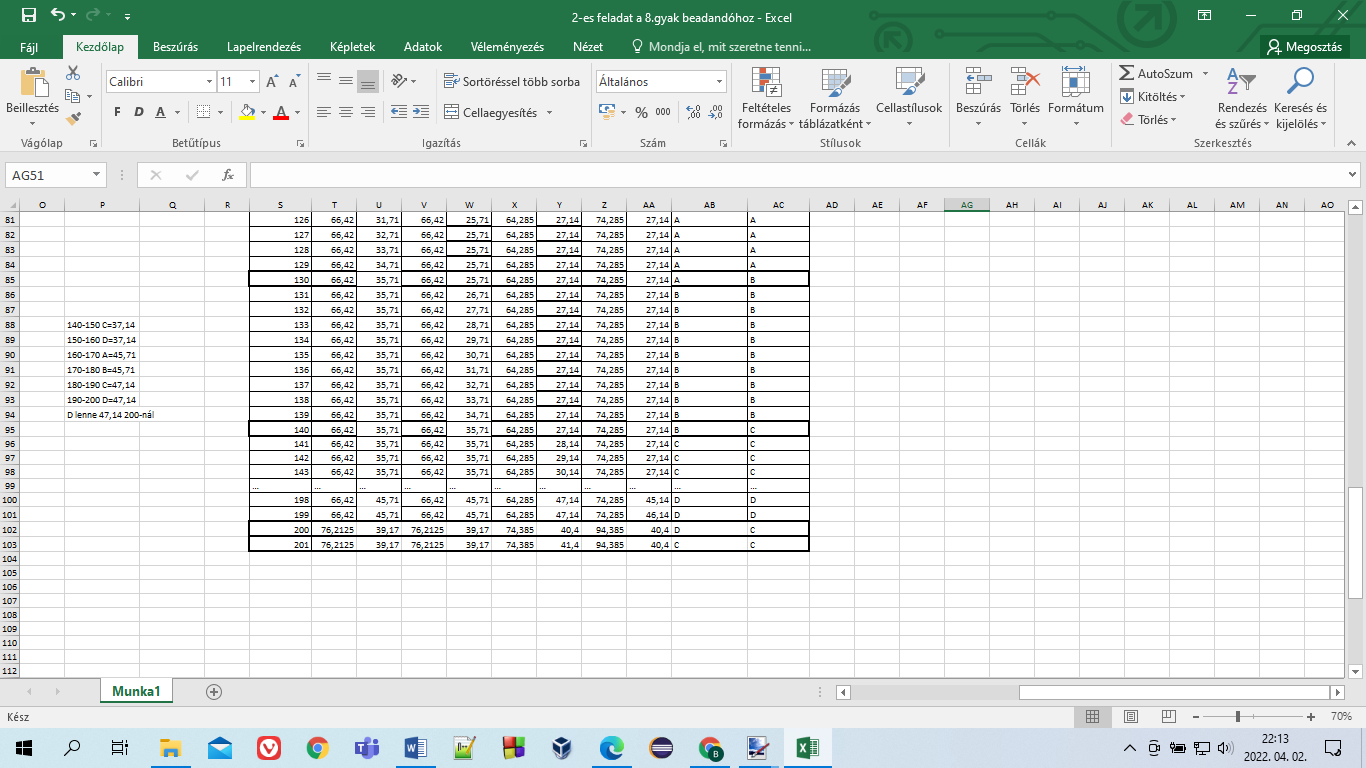 2-es feladat a 8.gyak beadandóhoz - Excel
Fájl Kezdőlap Beszúrás Lapelrendezés Képletek Adatok Véleményezés Nézet Mondja el, mit szeretne tenni... Megosztás
Beillesztés Calibri 11 Sortöréssel több sorba Általános Feltételes formázás Formázás táblázatként Cellastílusok Beszúrás Törlés Formátum AutoSzum Kitöltés Törlés Rendezés és szűrés Keresés és kijelölés
F D A A Cellaegyesítés % 000
Vágólap Betűtípus Igazítás Szám Stílusok Cellák Szerkesztés
AG51 fx
O P Q R S T U V W X Y Z AA AB AC AD AE AF AG AH AI AJ AK AL AM AN AO
81 126 66,42 31,71 66,42 25,71 64,285 27,14 74,285 27,14 A A
82 127 66,42 32,71 66,42 25,71 64,285 27,14 74,285 27,14 A A
83 128 66,42 33,71 66,42 25,71 64,285 27,14 74,285 27,14 A A
84 129 66,42 34,71 66,42 25,71 64,285 27,14 74,285 27,14 A A
85 130 66,42 35,71 66,42 25,71 64,285 27,14 74,285 27,14 A B
86 131 66,42 35,71 66,42 26,71 64,285 27,14 74,285 27,14 B B
87 132 66,42 35,71 66,42 27,71 64,285 27,14 74,285 27,14 B B
88 140-150 C=37,14 133 66,42 35,71 66,42 28,71 64,285 27,14 74,285 27,14 B B
89 150-160 D=37,14 134 66,42 35,71 66,42 29,71 64,285 27,14 74,285 27,14 B B
90 160-170 A=45,71 135 66,42 35,71 66,42 30,71 64,285 27,14 74,285 27,14 B B
91 170-180 B=45,71 136 66,42 35,71 66,42 31,71 64,285 27,14 74,285 27,14 B B
92 180-190 C=47,14 137 66,42 35,71 66,42 32,71 64,285 27,14 74,285 27,14 B B
93 190-200 D=47,14 138 66,42 35,71 66,42 33,71 64,285 27,14 74,285 27,14 B B
94 D lenne 47,14 200-nál 139 66,42 35,71 66,42 34,71 64,285 27,14 74,285 27,14 B B
95 140 66,42 35,71 66,42 35,71 64,285 27,14 74,285 27,14 B C
96 141 66,42 35,71 66,42 35,71 64,285 28,14 74,285 27,14 C C
97 142 66,42 35,71 66,42 35,71 64,285 29,14 74,285 27,14 C C
98 143 66,42 35,71 66,42 35,71 64,285 30,14 74,285 27,14 C C
99 ... ... ... ... ... ... ... ... ... ... ...
100 198 66,42 45,71 66,42 45,71 64,285 47,14 74,285 45,14 D D
101 199 66,42 45,71 66,42 45,71 64,285 47,14 74,285 46,14 D D
102 200 76,2125 39,17 76,2125 39,17 74,385 40,4 94,385 40,4 D C
103 201 76,2125 39,17 76,2125 39,17 74,385 41,4 94,385 40,4 C C
104
105
106
107
108
109
110
111
112
Munka1
Kész 70%
22:13
2022. 04. 02.